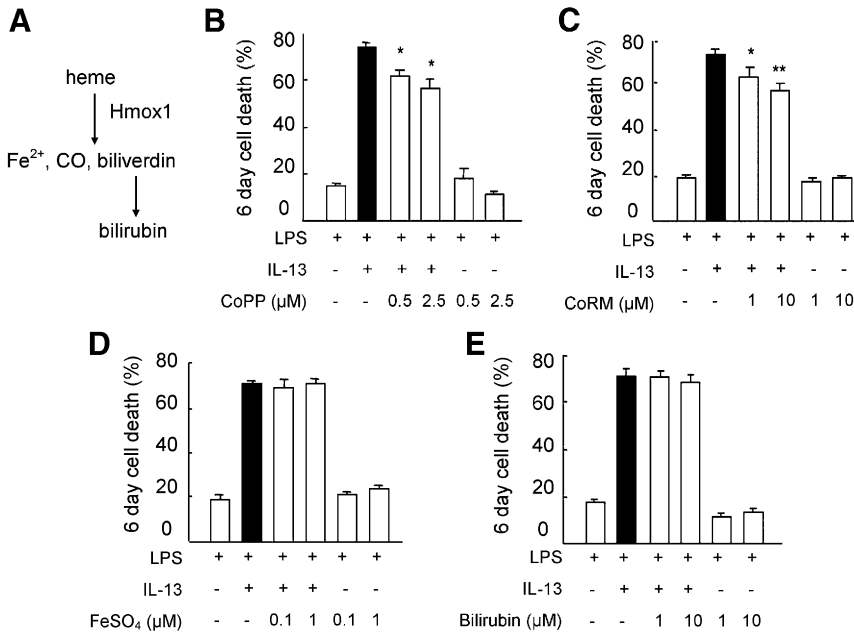 A
heme
Hmox1
Fe²⁺, CO, biliverdin
bilirubin
B
6 day cell death (%)
80
60
40
20
0
* *
LPS + + + + + +
IL-13 - + + + - -
CoPP (µM) - - 0.5 2.5 0.5 2.5
C
6 day cell death (%)
80
60
40
20
0
* **
LPS + + + + + +
IL-13 - + + + - -
CoRM (µM) - - 1 10 1 10
D
6 day cell death (%)
80
60
40
20
0
LPS + + + + + +
IL-13 - + + + - -
FeSO₄ (µM) - - 0.1 1 0.1 1
E
6 day cell death (%)
80
60
40
20
0
LPS + + + + + +
IL-13 - + + + - -
Bilirubin (µM) - - 1 10 1 10